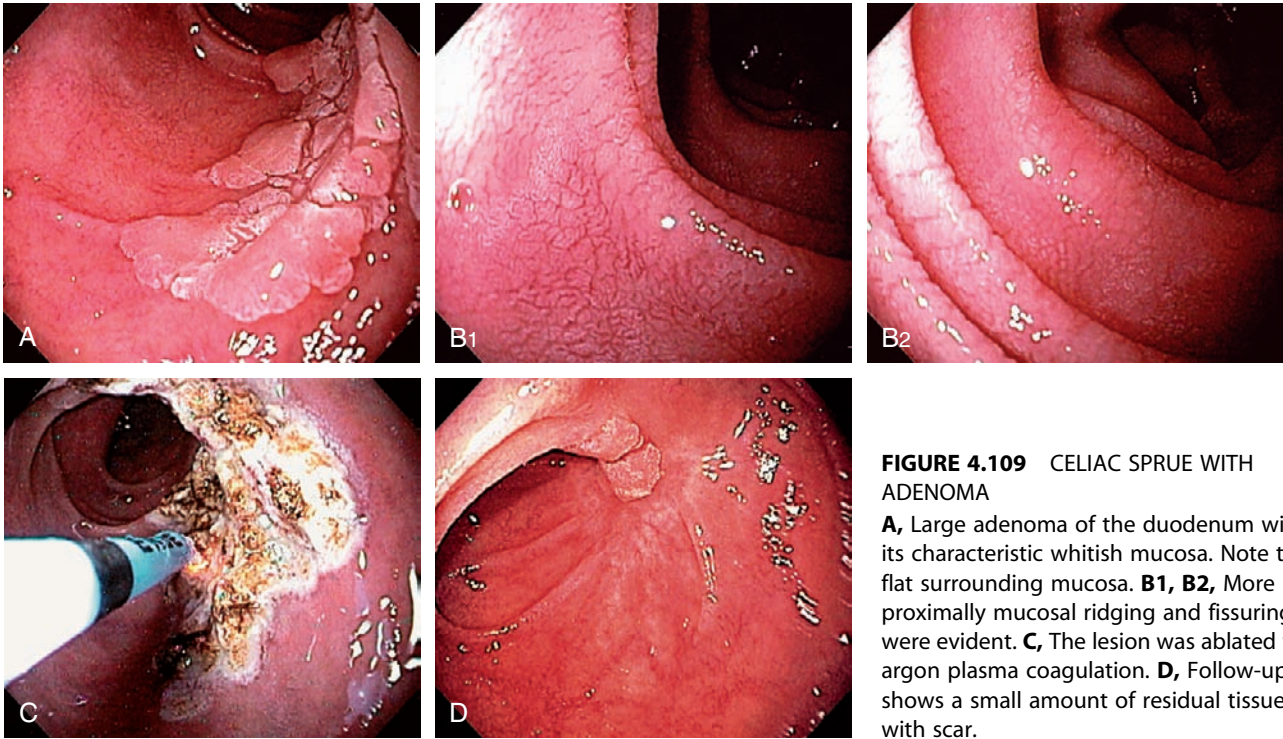 A
B1
B2
C
D
FIGURE 4.109 CELIAC SPRUE WITH
ADENOMA
A, Large adenoma of the duodenum wi
its characteristic whitish mucosa. Note t
flat surrounding mucosa. B1, B2, More
proximally mucosal ridging and fissuring
were evident. C, The lesion was ablated
argon plasma coagulation. D, Follow-up
shows a small amount of residual tissue
with scar.